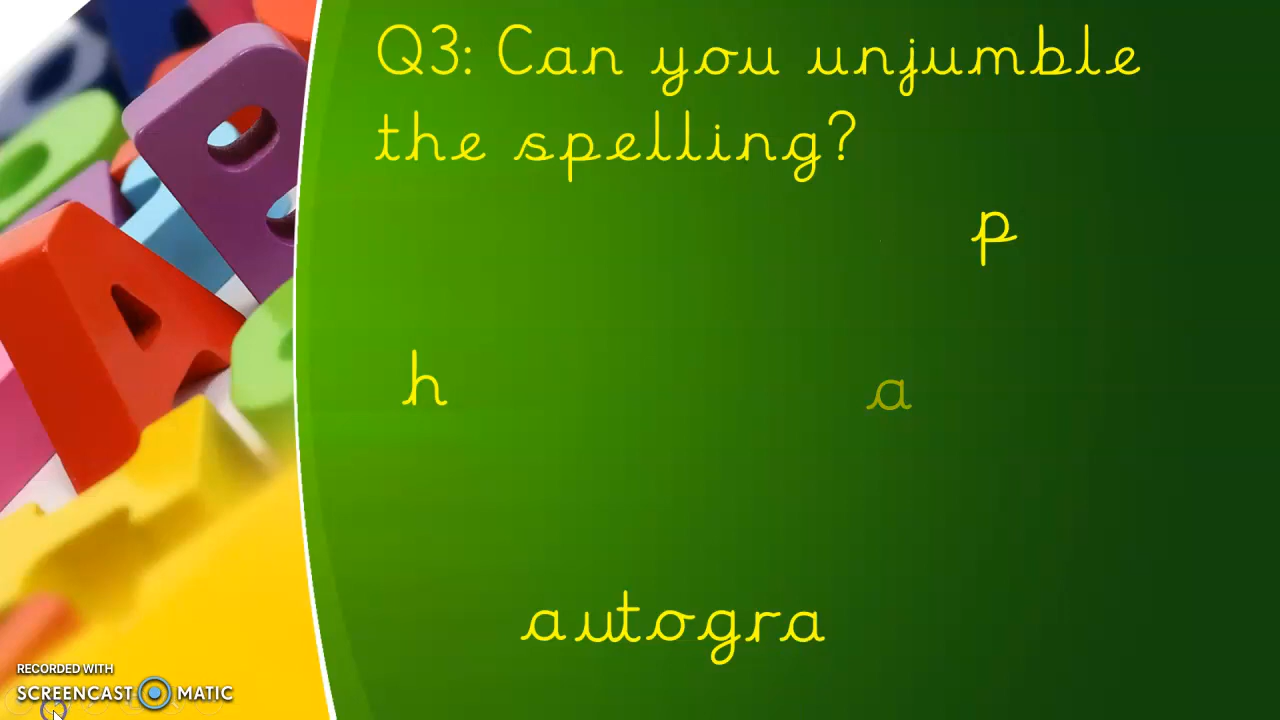 Q3: Can you unjumble
the spelling?
p
h
a
autogra
RECORDED WITH
SCREENCAST MATIC